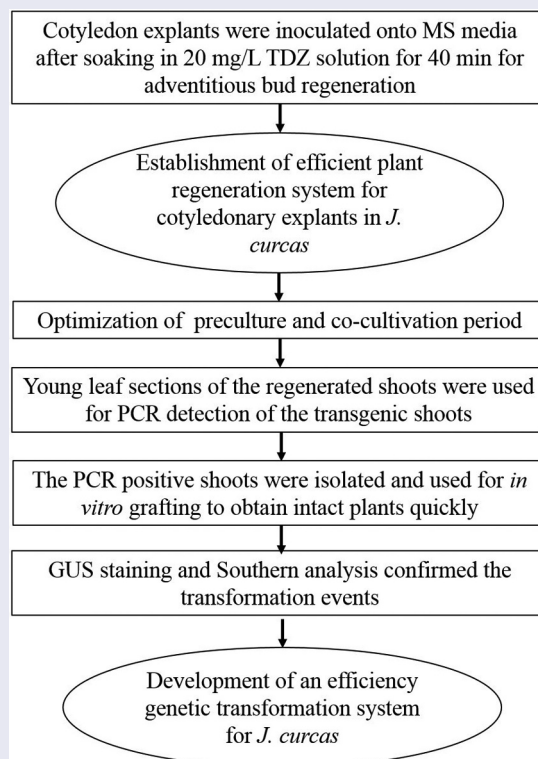 Cotyledon explants were inoculated onto MS media
after soaking in 20 mg/L TDZ solution for 40 min for
adventitious bud regeneration
Establishment of efficient plant
regeneration system for
cotyledonary explants in J.
curcas
Optimization of preculture and co-cultivation period
Young leaf sections of the regenerated shoots were used
for PCR detection of the transgenic shoots
The PCR positive shoots were isolated and used for in
vitro grafting to obtain intact plants quickly
GUS staining and Southern analysis confirmed the
transformation events
Development of an efficiency
genetic transformation system
for J. curcas